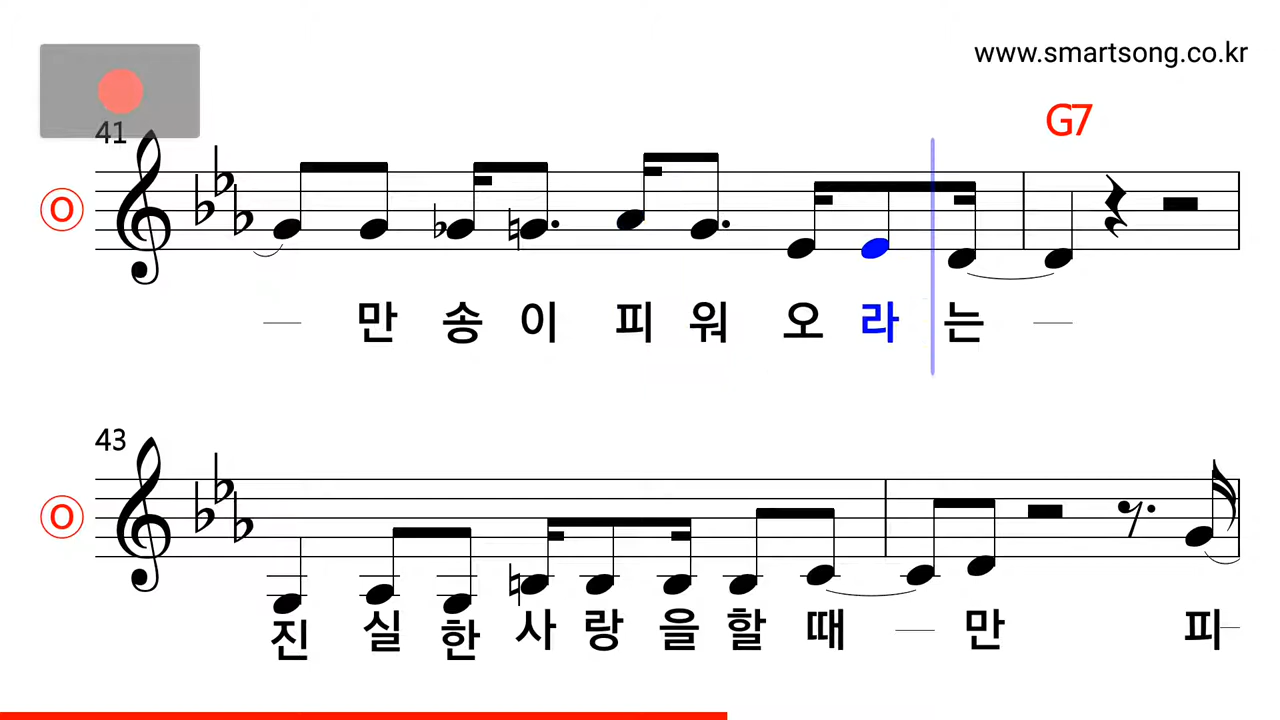 www.smartsong.co.kr
G7
41
O
만 송 이 피 워 오 라 는
43
O
진 실 한 사 랑 을 할 때 만 피